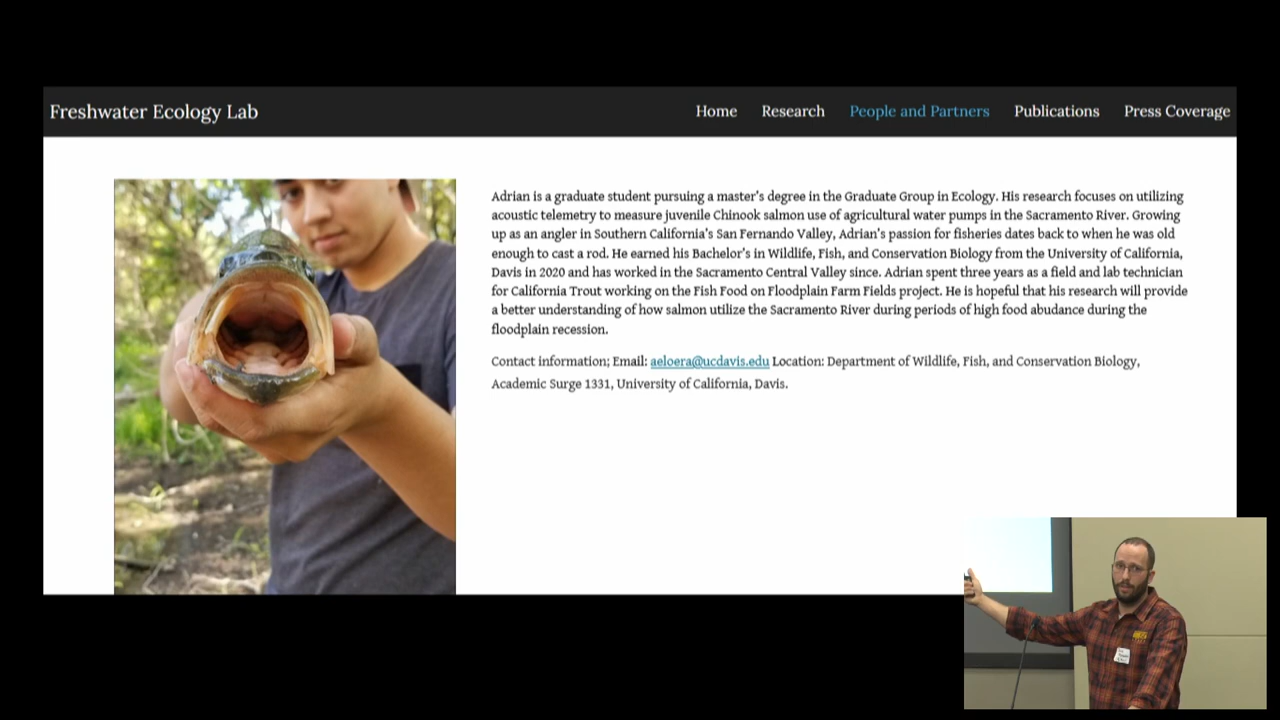 Freshwater Ecology Lab
Home Research People and Partners Publications Press Coverage
Adrian is a graduate student pursuing a master's degree in the Graduate Group in Ecology. His research focuses on utilizing
acoustic telemetry to measure juvenile Chinook salmon use of agricultural water pumps in the Sacramento River. Growing
up as an angler in Southern California's San Fernando Valley, Adrian's passion for fisheries dates back to when he was old
enough to cast a rod. He earned his Bachelor's in Wildlife, Fish, and Conservation Biology from the University of California,
Davis in 2020 and has worked in the Sacramento Central Valley since. Adrian spent three years as a field and lab technician
for California Trout working on the Fish Food on Floodplain Farm Fields project. He is hopeful that his research will provide
a better understanding of how salmon utilize the Sacramento River during periods of high food abudance during the
floodplain recession.
Contact information; Email: aeloera@ucdavis.edu Location: Department of Wildlife, Fish, and Conservation Biology,
Academic Surge 1331, University of California, Davis.